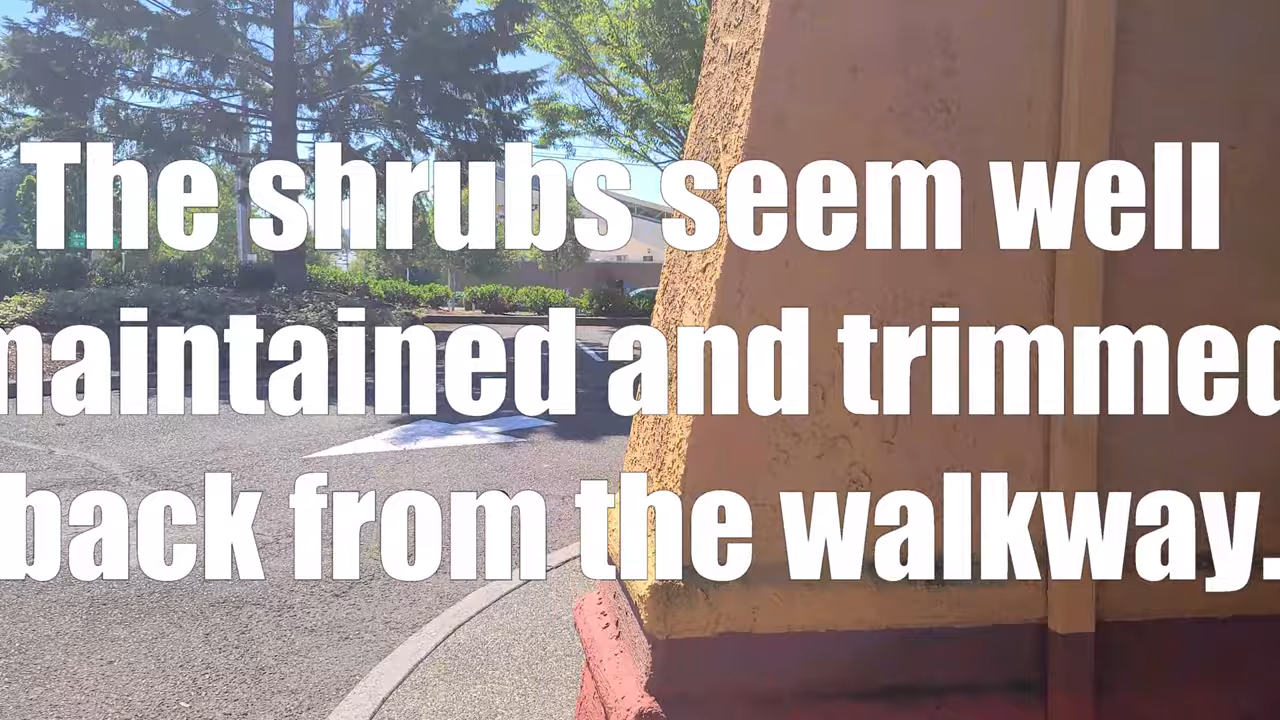 The shrubs seem well
maintained and trimmed
back from the walkway.